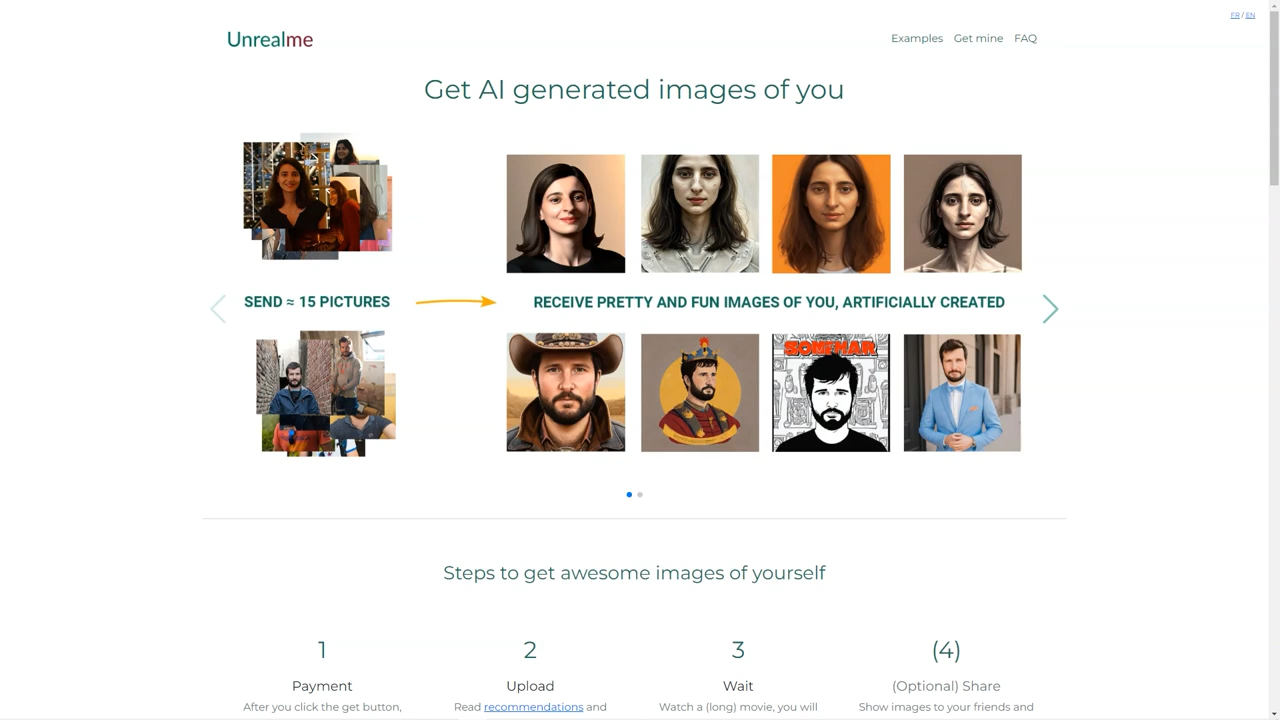 FR / EN
Unrealme
Examples Get mine FAQ
Get AI generated images of you
SEND ≈ 15 PICTURES
RECEIVE PRETTY AND FUN IMAGES OF YOU, ARTIFICIALLY CREATED
SOMEMAN
Steps to get awesome images of yourself
1 2 3 (4)
Payment Upload Wait (Optional) Share
After you click the get button, Read recommendations and Watch a (long) movie, you will Show images to your friends and